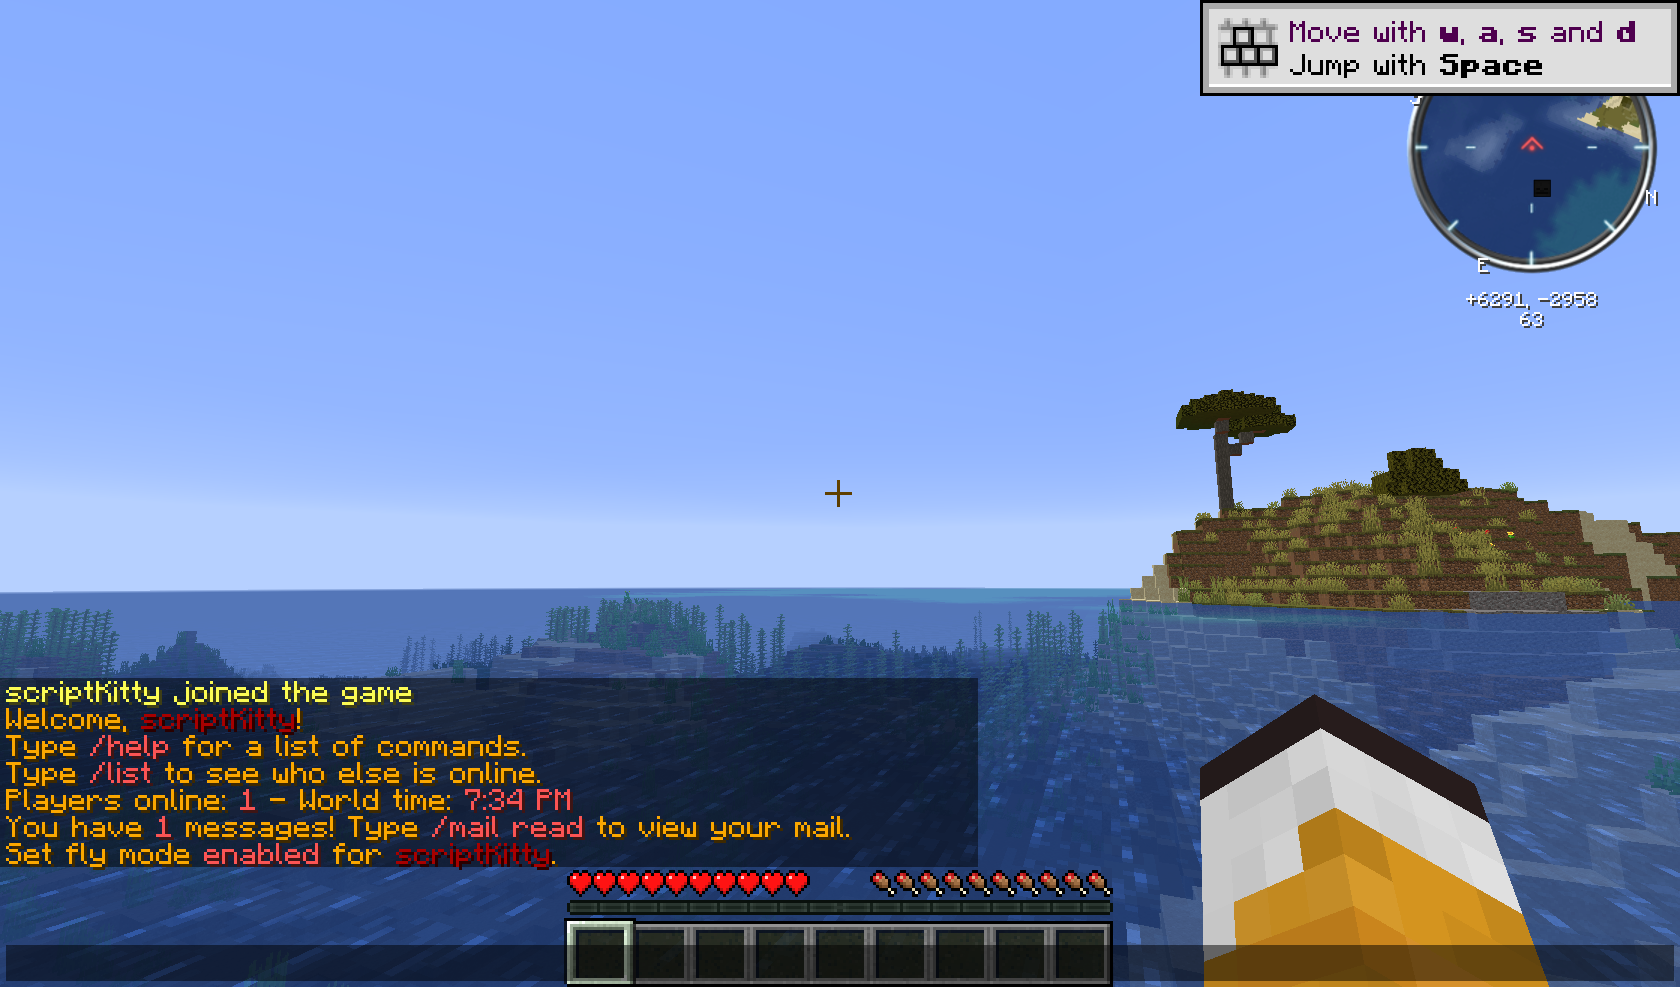 Move with w, a, s and d
Jump with Space
N
E
+6291, -2958
63
scriptKitty joined the game
Welcome, scriptKitty!
Type /help for a list of commands.
Type /list to see who else is online.
Players online: 1 - World time: 7:34 PM
You have 1 messages! Type /mail read to view your mail.
Set fly mode enabled for scriptKitty.